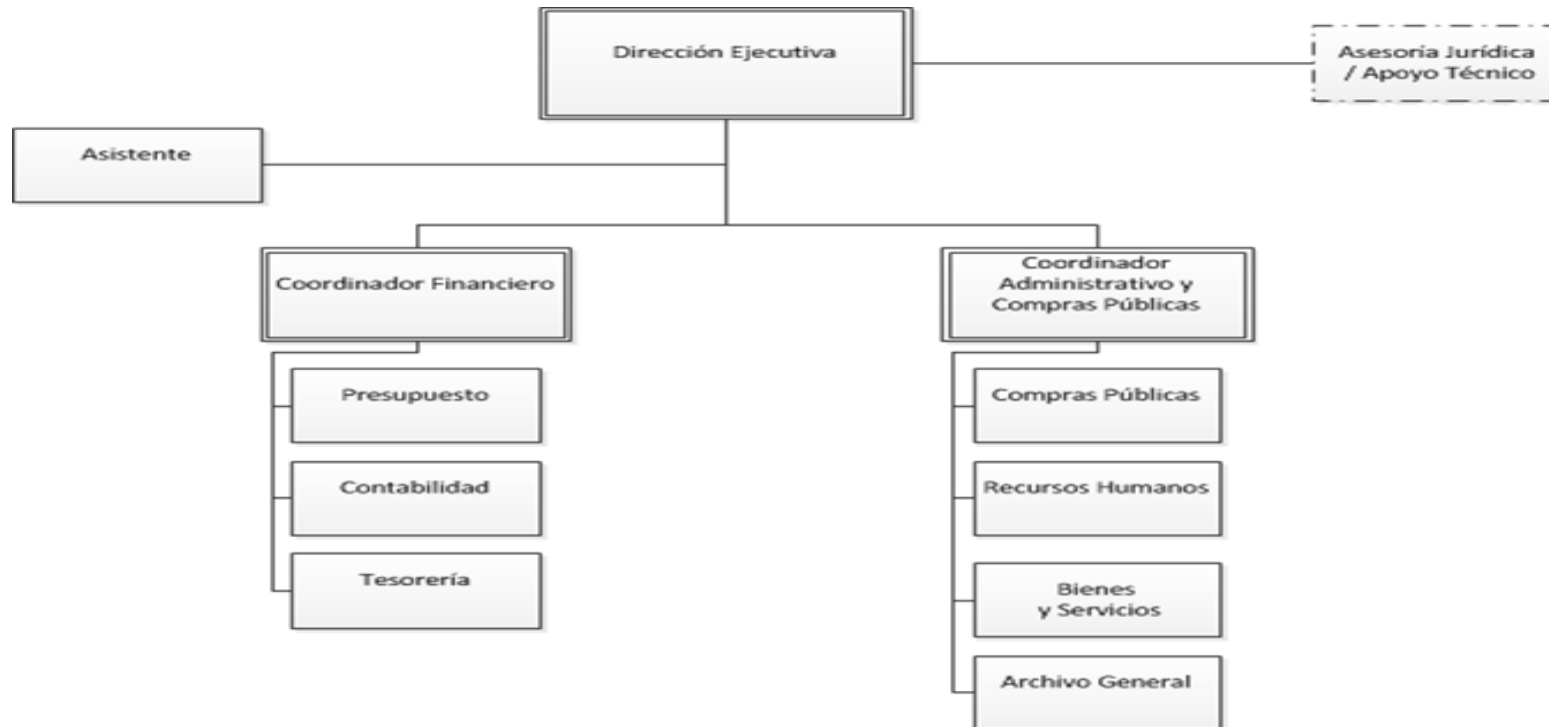 Dirección Ejecutiva
Asesoría Jurídica
/ Apoyo Técnico
Asistente
Coordinador Financiero
Coordinador
Administrativo y
Compras Públicas
Presupuesto
Contabilidad
Tesorería
Compras Públicas
Recursos Humanos
Bienes
y Servicios
Archivo General